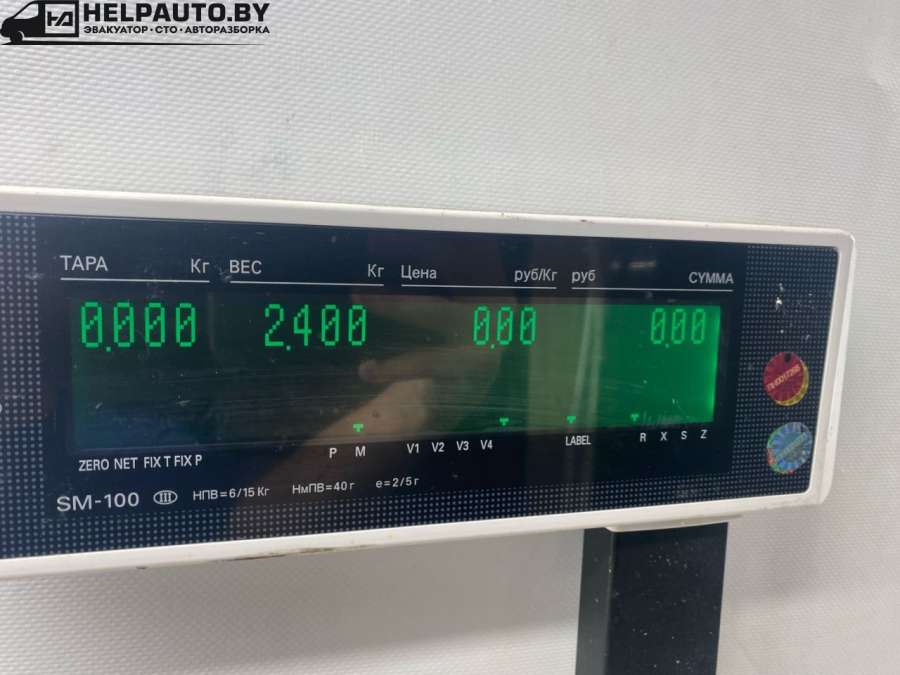 HELPAUTO.BY
ЭВАКУАТОР · СТО · АВТОРАЗБОРКА
ТАРА Кг ВЕС Кг Цена руб/Кг руб СУММА
0.000 2.400 0.00 0.00
P M V1 V2 V3 V4 LABEL R X S Z
ZERO NET FIX T FIX P
SM-100 III НПВ=6/15 Кг НмПВ=40 г e=2/5 г